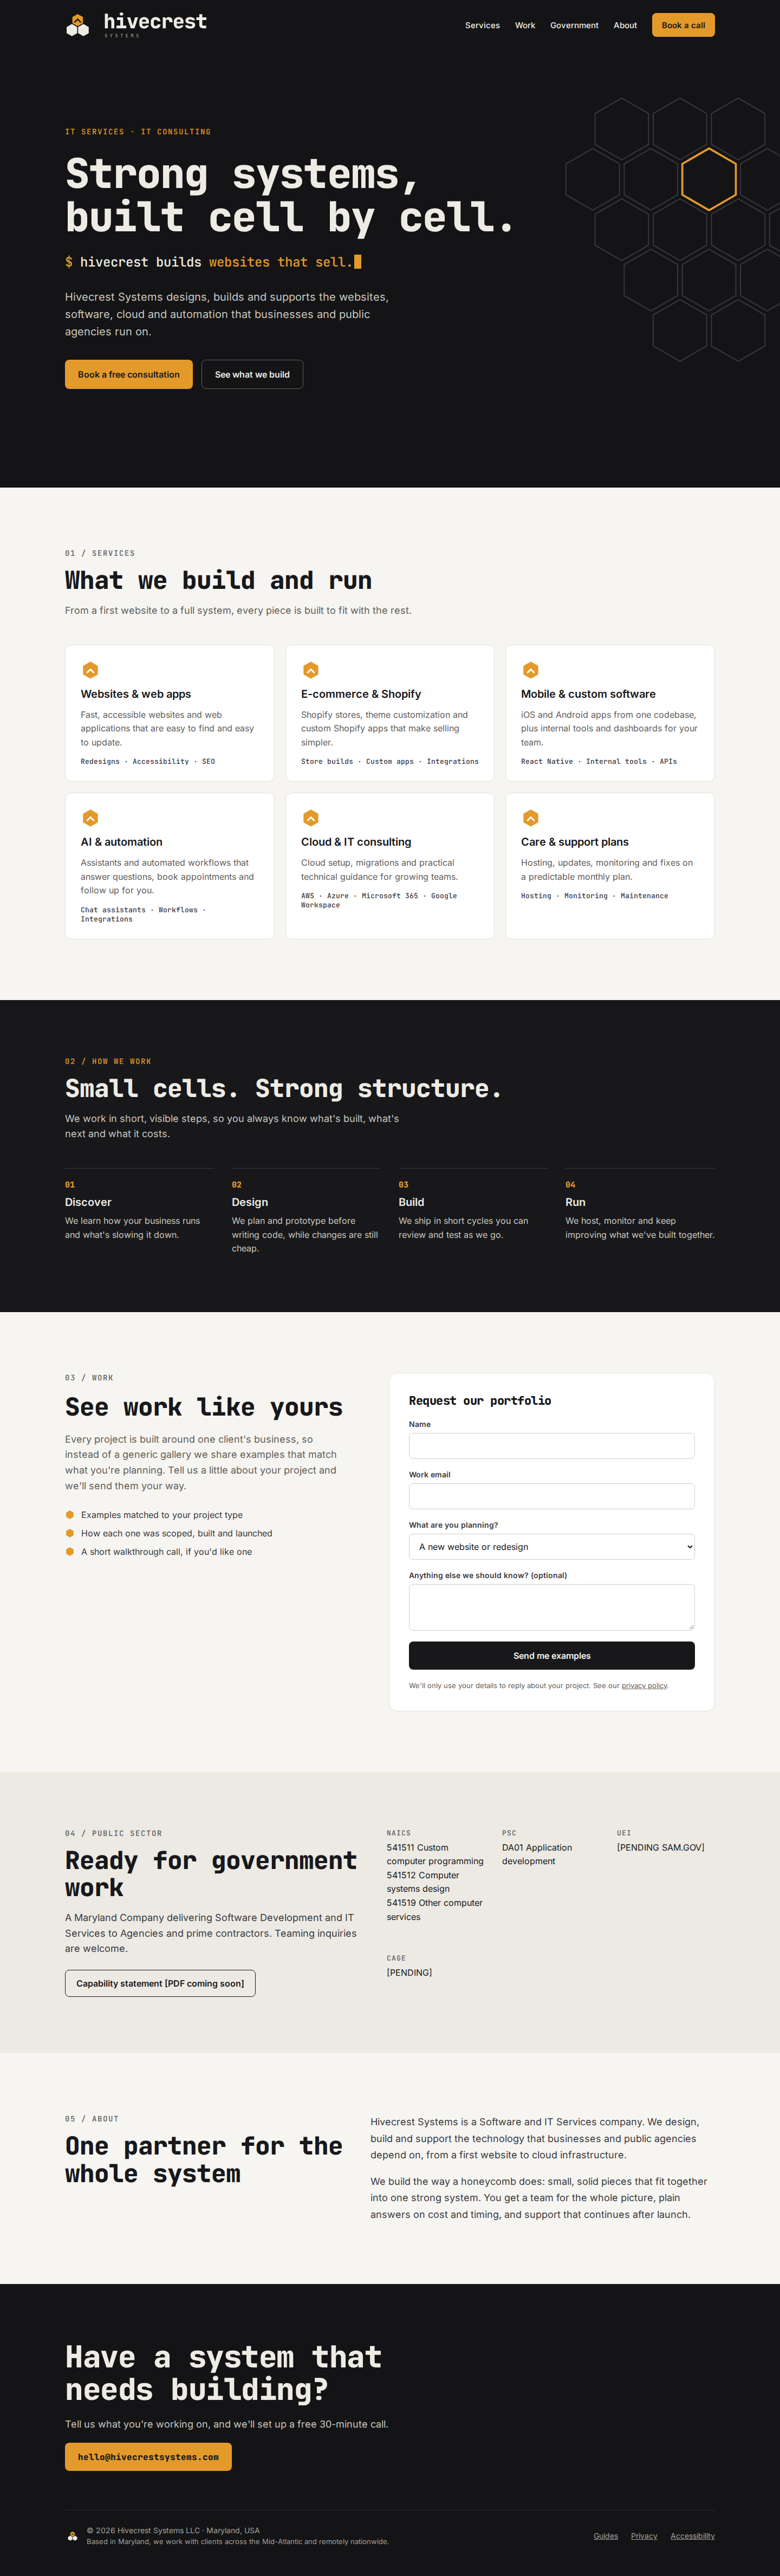 hivecrest
SYSTEMS
Services Work Government About Book a call
IT SERVICES · IT CONSULTING
Strong systems,
built cell by cell.
$ hivecrest builds websites that sell.
Hivecrest Systems designs, builds and supports the websites,
software, cloud and automation that businesses and public
agencies run on.
Book a free consultation See what we build
01 / SERVICES
What we build and run
From a first website to a full system, every piece is built to fit with the rest.
Websites & web apps
Fast, accessible websites and web
applications that are easy to find and easy
to update.
Redesigns · Accessibility · SEO
E-commerce & Shopify
Shopify stores, theme customization and
custom Shopify apps that make selling
simpler.
Store builds · Custom apps · Integrations
Mobile & custom software
iOS and Android apps from one codebase,
plus internal tools and dashboards for your
team.
React Native · Internal tools · APIs
AI & automation
Assistants and automated workflows that
answer questions, book appointments and
follow up for you.
Chat assistants · Workflows ·
Integrations
Cloud & IT consulting
Cloud setup, migrations and practical
technical guidance for growing teams.
AWS · Azure · Microsoft 365 · Google
Workspace
Care & support plans
Hosting, updates, monitoring and fixes on
a predictable monthly plan.
Hosting · Monitoring · Maintenance
02 / HOW WE WORK
Small cells. Strong structure.
We work in short, visible steps, so you always know what's built, what's
next and what it costs.
01
Discover
We learn how your business runs
and what's slowing it down.
02
Design
We plan and prototype before
writing code, while changes are still
cheap.
03
Build
We ship in short cycles you can
review and test as we go.
04
Run
We host, monitor and keep
improving what we've built together.
03 / WORK
See work like yours
Every project is built around one client's business, so
instead of a generic gallery we share examples that match
what you're planning. Tell us a little about your project and
we'll send them your way.
Examples matched to your project type
How each one was scoped, built and launched
A short walkthrough call, if you'd like one
Request our portfolio
Name
Work email
What are you planning?
A new website or redesign
Anything else we should know? (optional)
Send me examples
We'll only use your details to reply about your project. See our privacy policy.
04 / PUBLIC SECTOR
Ready for government
work
A Maryland Company delivering Software Development and IT
Services to Agencies and prime contractors. Teaming inquiries
are welcome.
Capability statement [PDF coming soon]
NAICS
541511 Custom
computer programming
541512 Computer
systems design
541519 Other computer
services
PSC
DA01 Application
development
UEI
[PENDING SAM.GOV]
CAGE
[PENDING]
05 / ABOUT
One partner for the
whole system
Hivecrest Systems is a Software and IT Services company. We design,
build and support the technology that businesses and public agencies
depend on, from a first website to cloud infrastructure.
We build the way a honeycomb does: small, solid pieces that fit together
into one strong system. You get a team for the whole picture, plain
answers on cost and timing, and support that continues after launch.
Have a system that
needs building?
Tell us what you're working on, and we'll set up a free 30-minute call.
hello@hivecrestsystems.com
© 2026 Hivecrest Systems LLC · Maryland, USA
Based in Maryland, we work with clients across the Mid-Atlantic and remotely nationwide.
Guides Privacy Accessibility